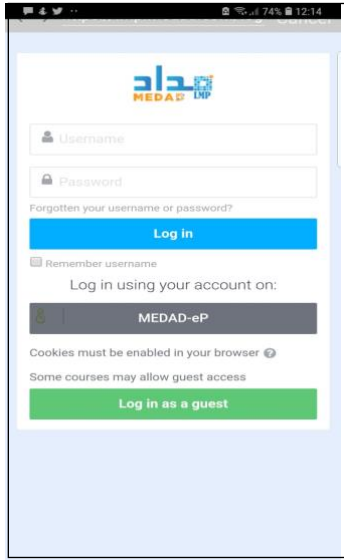 74% 12:14
Cancel
مداد
MEDAD LMP
Username
Password
Forgotten your username or password?
Log in
Remember username
Log in using your account on:
MEDAD-eP
Cookies must be enabled in your browser
Some courses may allow guest access
Log in as a guest